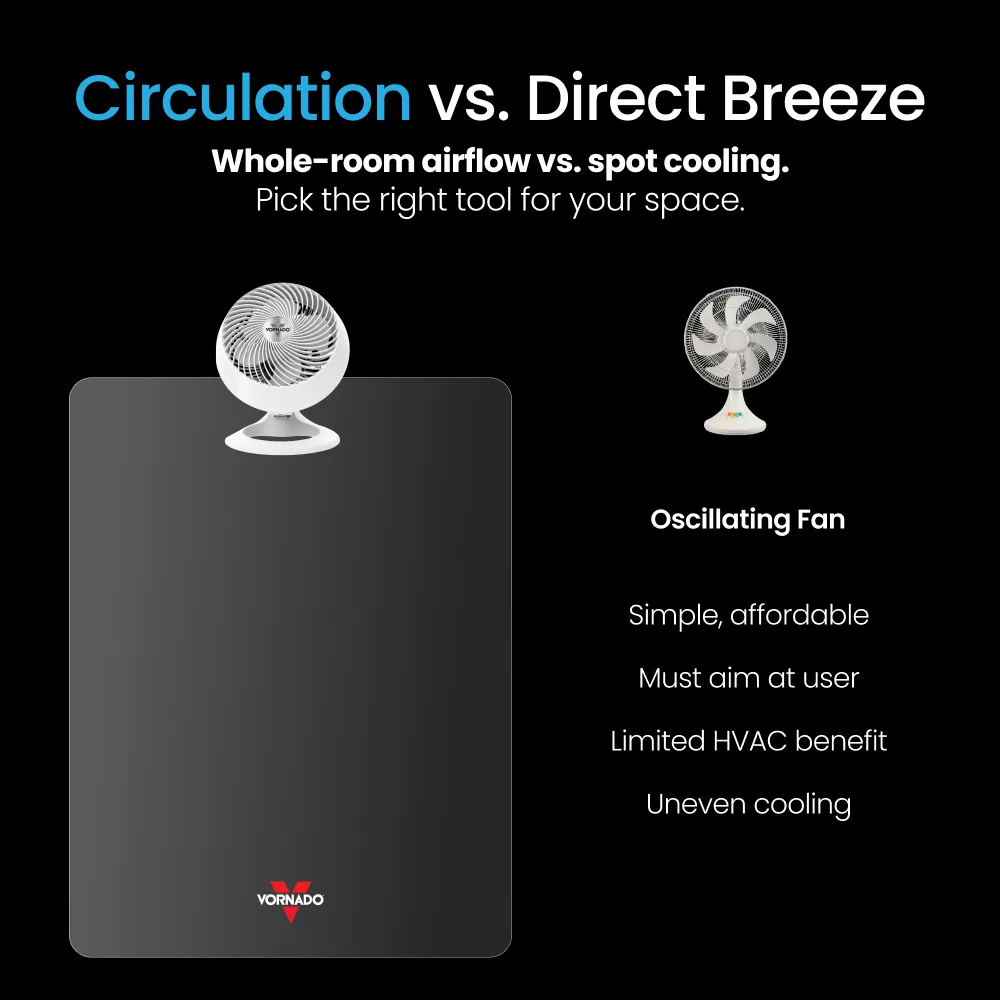 Circulation vs. Direct Breeze
Whole-room airflow vs. spot cooling.
Pick the right tool for your space.
VORNADO
Oscillating Fan
Simple, affordable
Must aim at user
Limited HVAC benefit
Uneven cooling
VORNADO